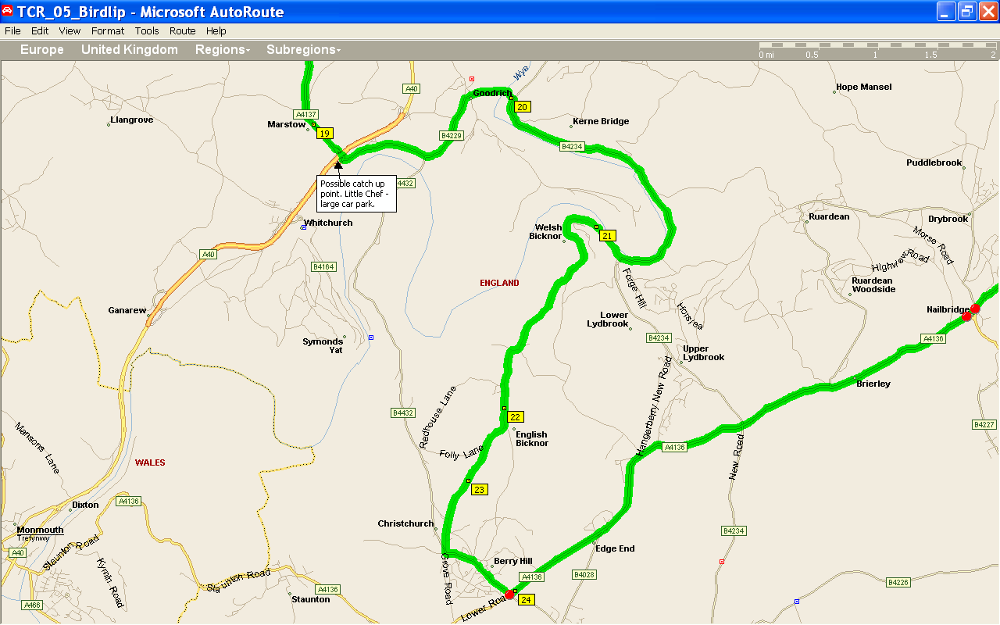 TCR_05_Birdlip - Microsoft AutoRoute
File Edit View Format Tools Route Help
Europe United Kingdom Regions Subregions
0 mi 0.5 1 1.5 2
Wye
A40
Hope Mansel
Goodrich
20
A4137
Llangrove
Marstow
Kerne Bridge
19
B4229
B4234
Puddlebrook
Possible catch up
point. Little Chef -
large car park.
4432
Whitchurch
Ruardean
Drybrook
Welsh
Bicknor
21
Morse Road
A40
Highview Road
B4164
Forge Hill
ENGLAND
Ruardean
Woodside
Ganarew
Lower
Lydbrook
Nailbridge
Symonds
Yat
B4234
A4136
Upper
Lydbrook
Hangerberry New Road
Brierley
Redhouse Lane
B4432
22
B4227
English
Bicknor
Mansons Lane
Folly Lane
A4136
WALES
New Road
23
A4136
Dixton
Christchurch
Monmouth
Trefynwy
B4234
Staunton Road
Edge End
A40
Grove Road
Berry Hill
Kymin Road
Staunton Road
A4136
B4028
B4226
A4136
Staunton
24
A466
Lower Roa